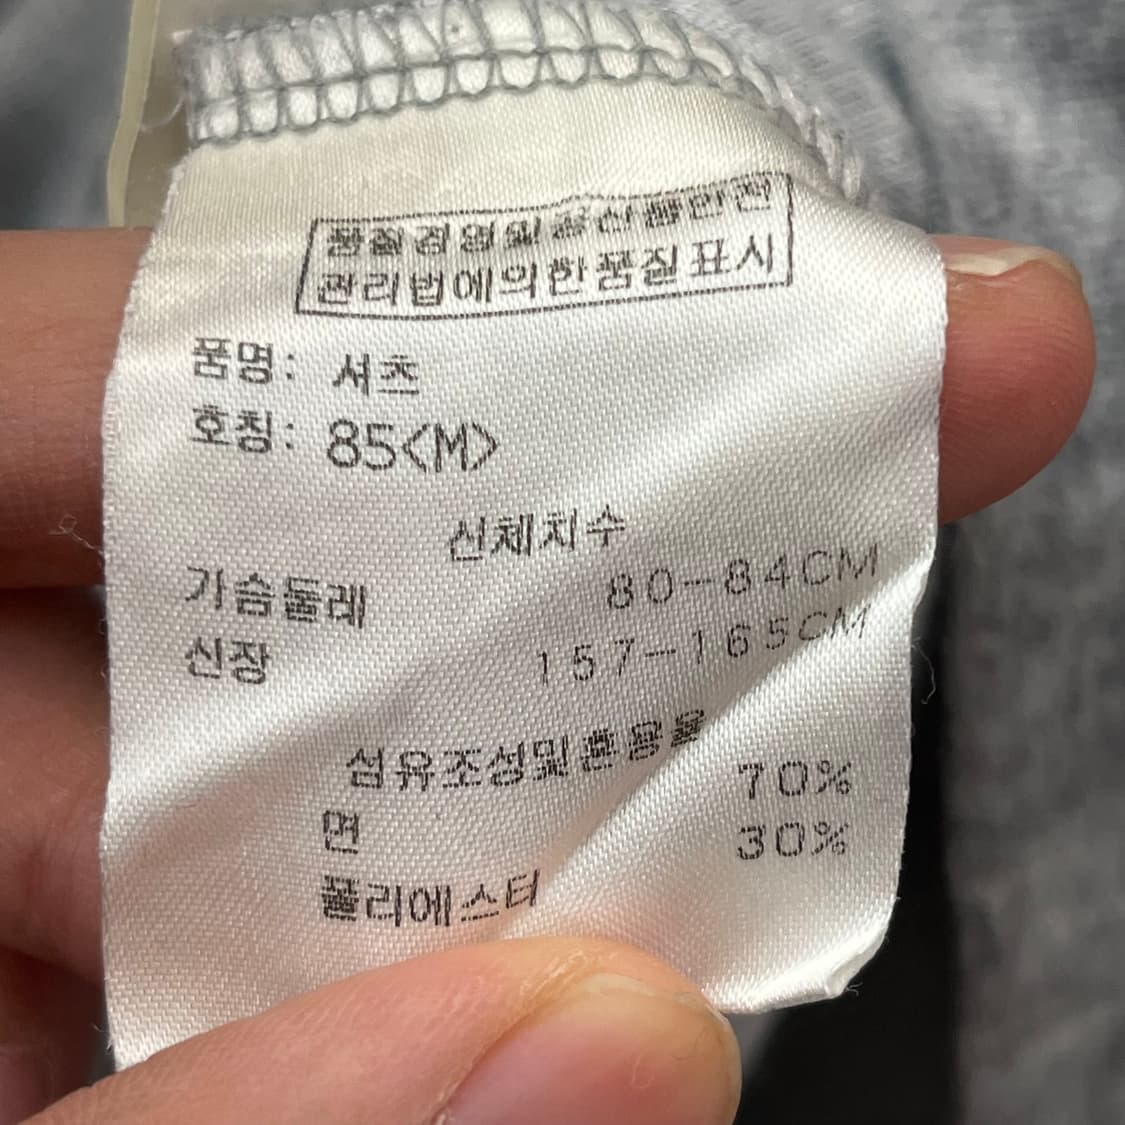 품질경영및공산품안전
관리법에의한품질표시
품명: 셔츠
호칭: 85<M>
신체치수
가슴둘레 80-84CM
신장 157-165CM
섬유조성및혼용율
면 70%
폴리에스터 30%